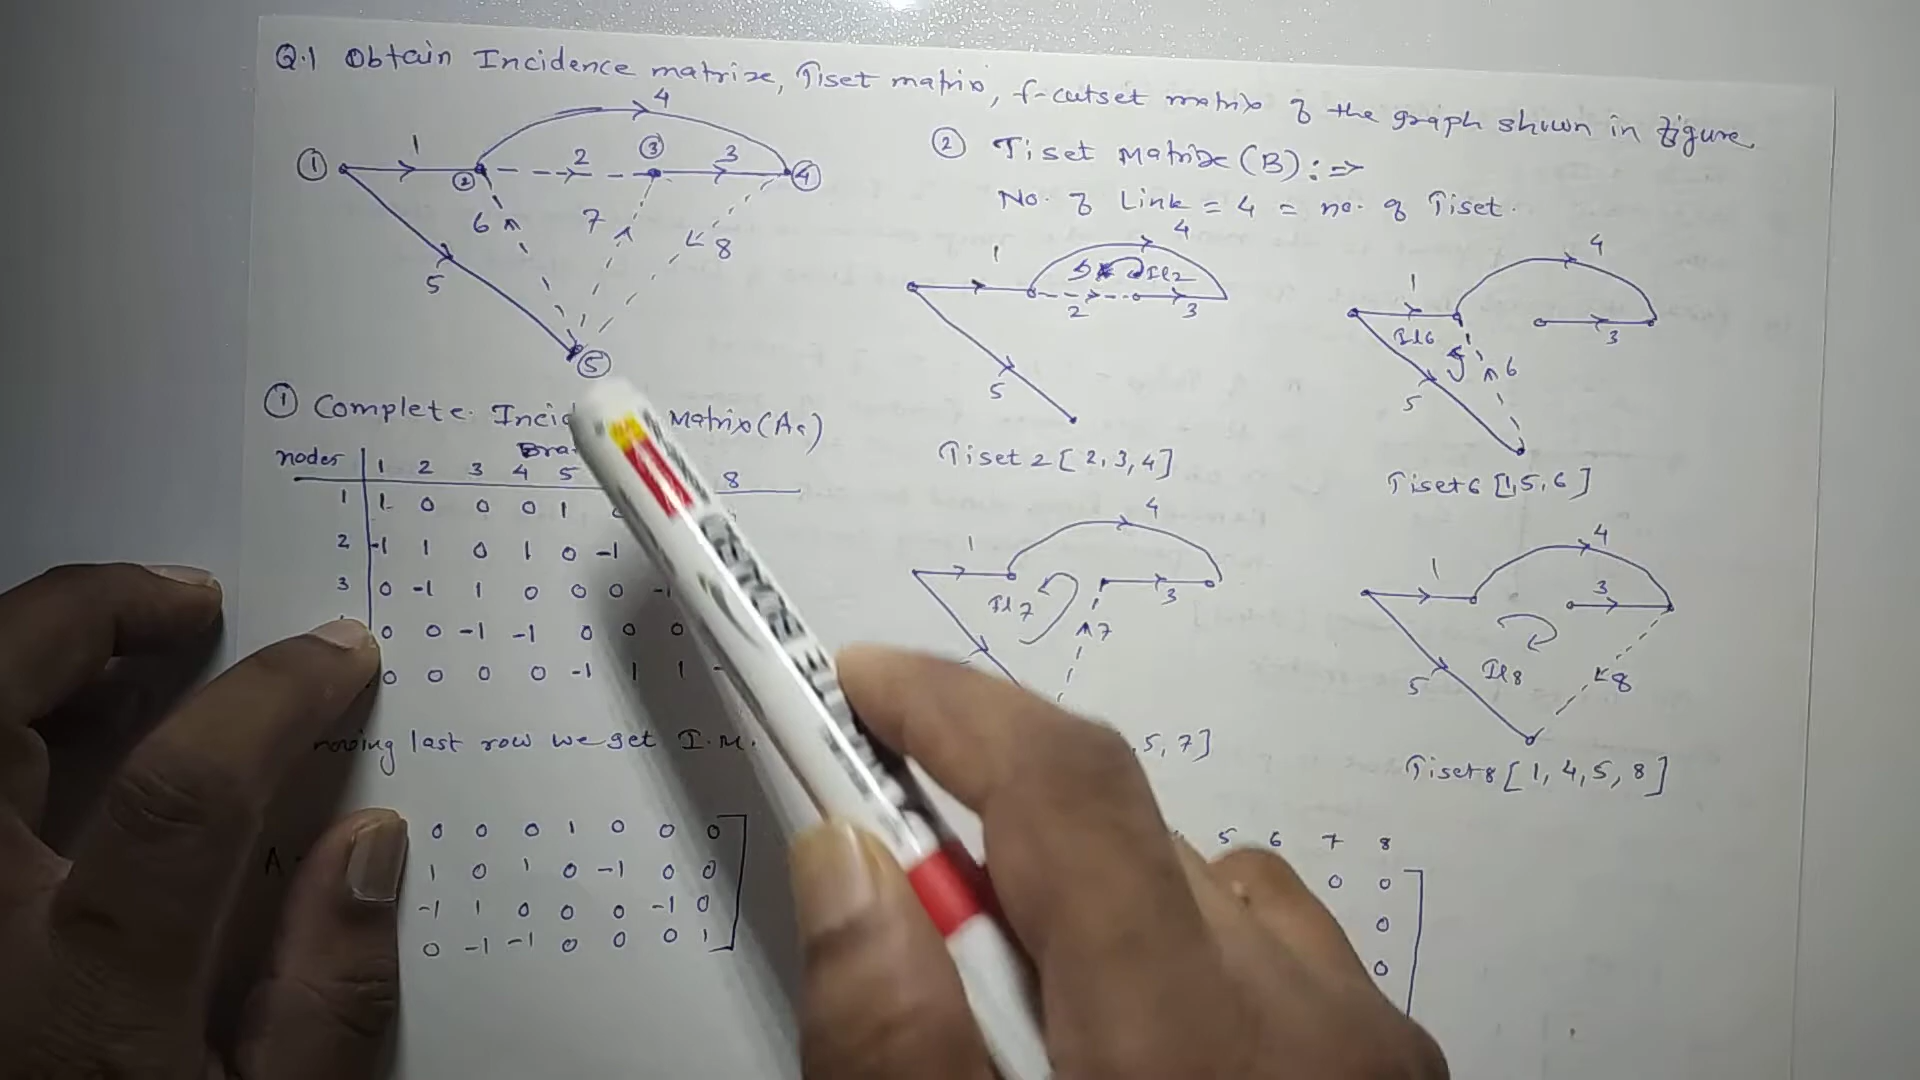 Q.1 Obtain Incidence matrix, Tiset matrix, f-cutset matrix of the graph shown in figure.
4
1 2 ③ 3
① ② ④
6 7 8
5
⑤
① Complete Matrix (Aa)
nodes
1 2 3 4 5 8
1 1 0 0 0 1
2 -1 1 0 1 0 -1
3 0 -1 1 0 0 0 -1
0 0 -1 -1 0 0 0
0 0 0 0 -1 1 1 -
last row we get I.M.
A
0 0 0 1 0 0 0
1 0 1 0 -1 0 0
-1 1 0 0 0 -1 0
0 -1 -1 0 0 0 1
② Tiset Matrix (B) :⇒
No. of Link = 4 = no. of Tiset.
4
1 Il2
2 3
5
Tiset 2 [2, 3, 4]
4
1
Il6 3
6
5
Tiset 6 [1, 5, 6]
4
1
Il7 3
7
, 5, 7]
4
1 3
Il8
5 8
Tiset 8 [1, 4, 5, 8]
5 6 7 8
0 0
0
0